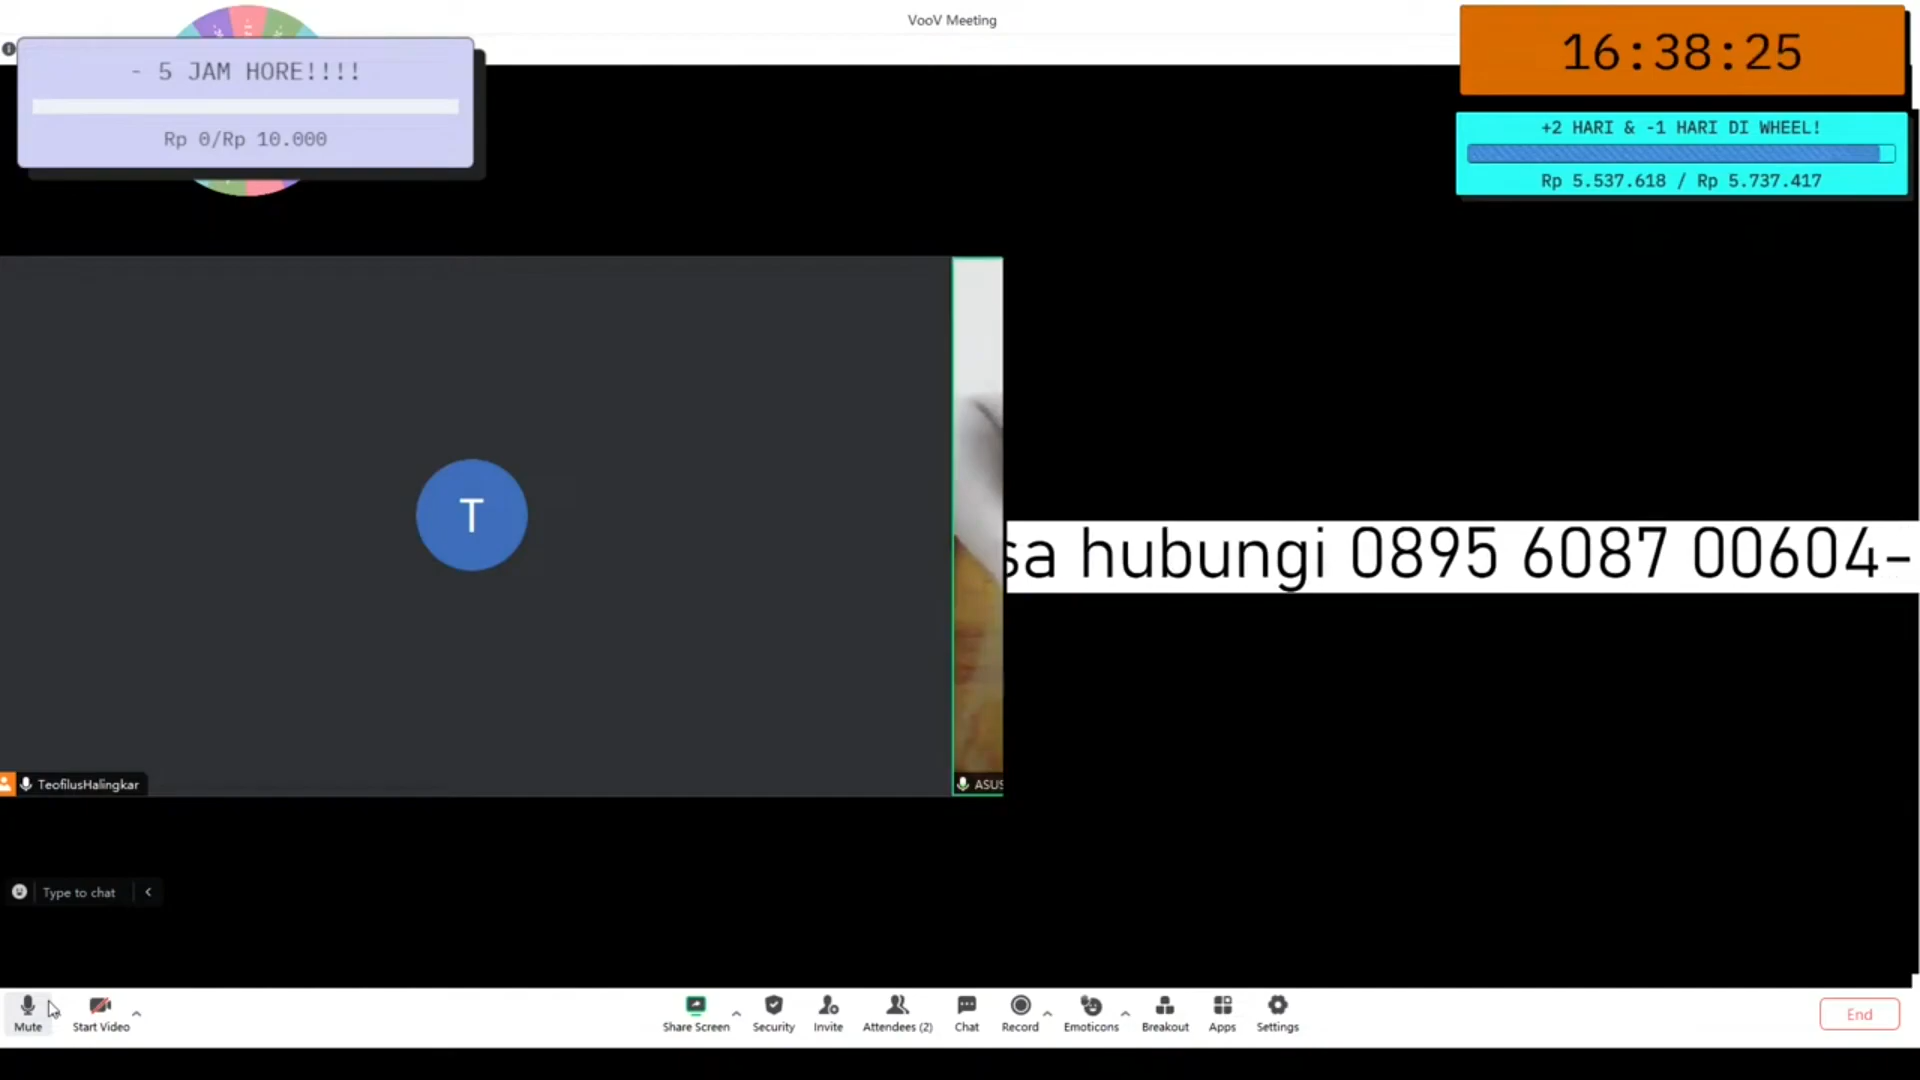 VooV Meeting
- 5 JAM HORE!!!!
Rp 0/Rp 10.000
16:38:25
+2 HARI & -1 HARI DI WHEEL!
Rp 5.537.618 / Rp 5.737.417
T
sa hubungi 0895 6087 00604-
TeofilusHalingkar
ASUS
Type to chat
Mute
Start Video
Share Screen
Security
Invite
Attendees (2)
Chat
Record
Emoticons
Breakout
Apps
Settings
End